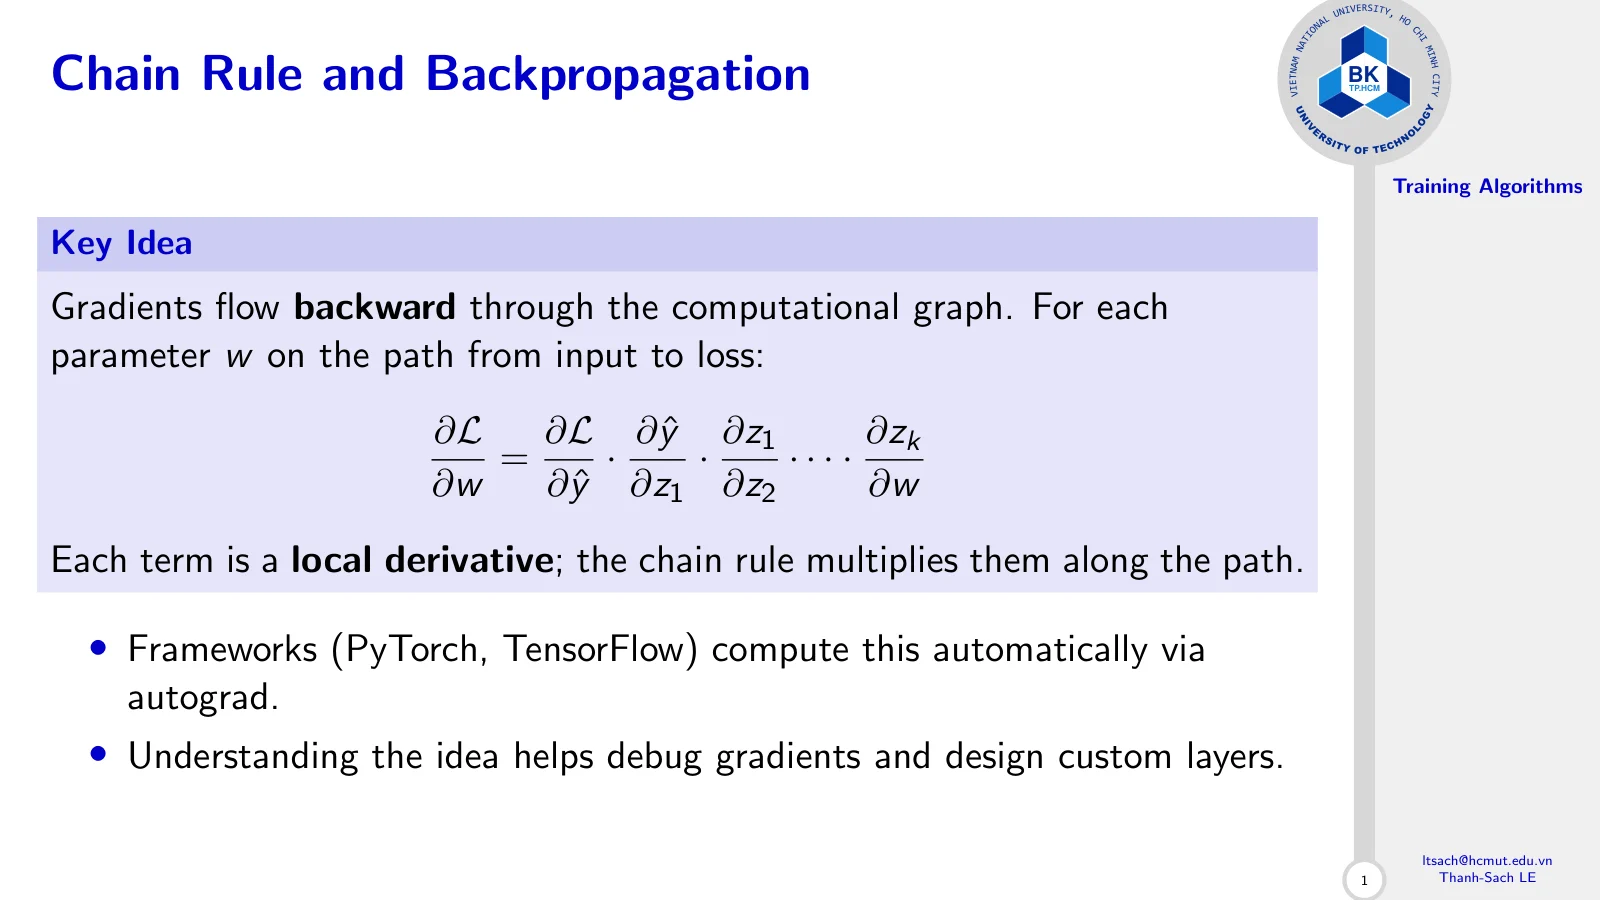 Chain Rule and Backpropagation
VIETNAM NATIONAL UNIVERSITY, HO CHI MINH CITY
BK
TP.HCM
UNIVERSITY OF TECHNOLOGY
Training Algorithms
Key Idea
Gradients flow backward through the computational graph. For each
parameter w on the path from input to loss:
∂ℒ/∂w = ∂ℒ/∂ŷ · ∂ŷ/∂z₁ · ∂z₁/∂z₂ · ⋯ · ∂zₖ/∂w
Each term is a local derivative; the chain rule multiplies them along the path.
• Frameworks (PyTorch, TensorFlow) compute this automatically via
autograd.
• Understanding the idea helps debug gradients and design custom layers.
ltsach@hcmut.edu.vn
Thanh-Sach LE
1